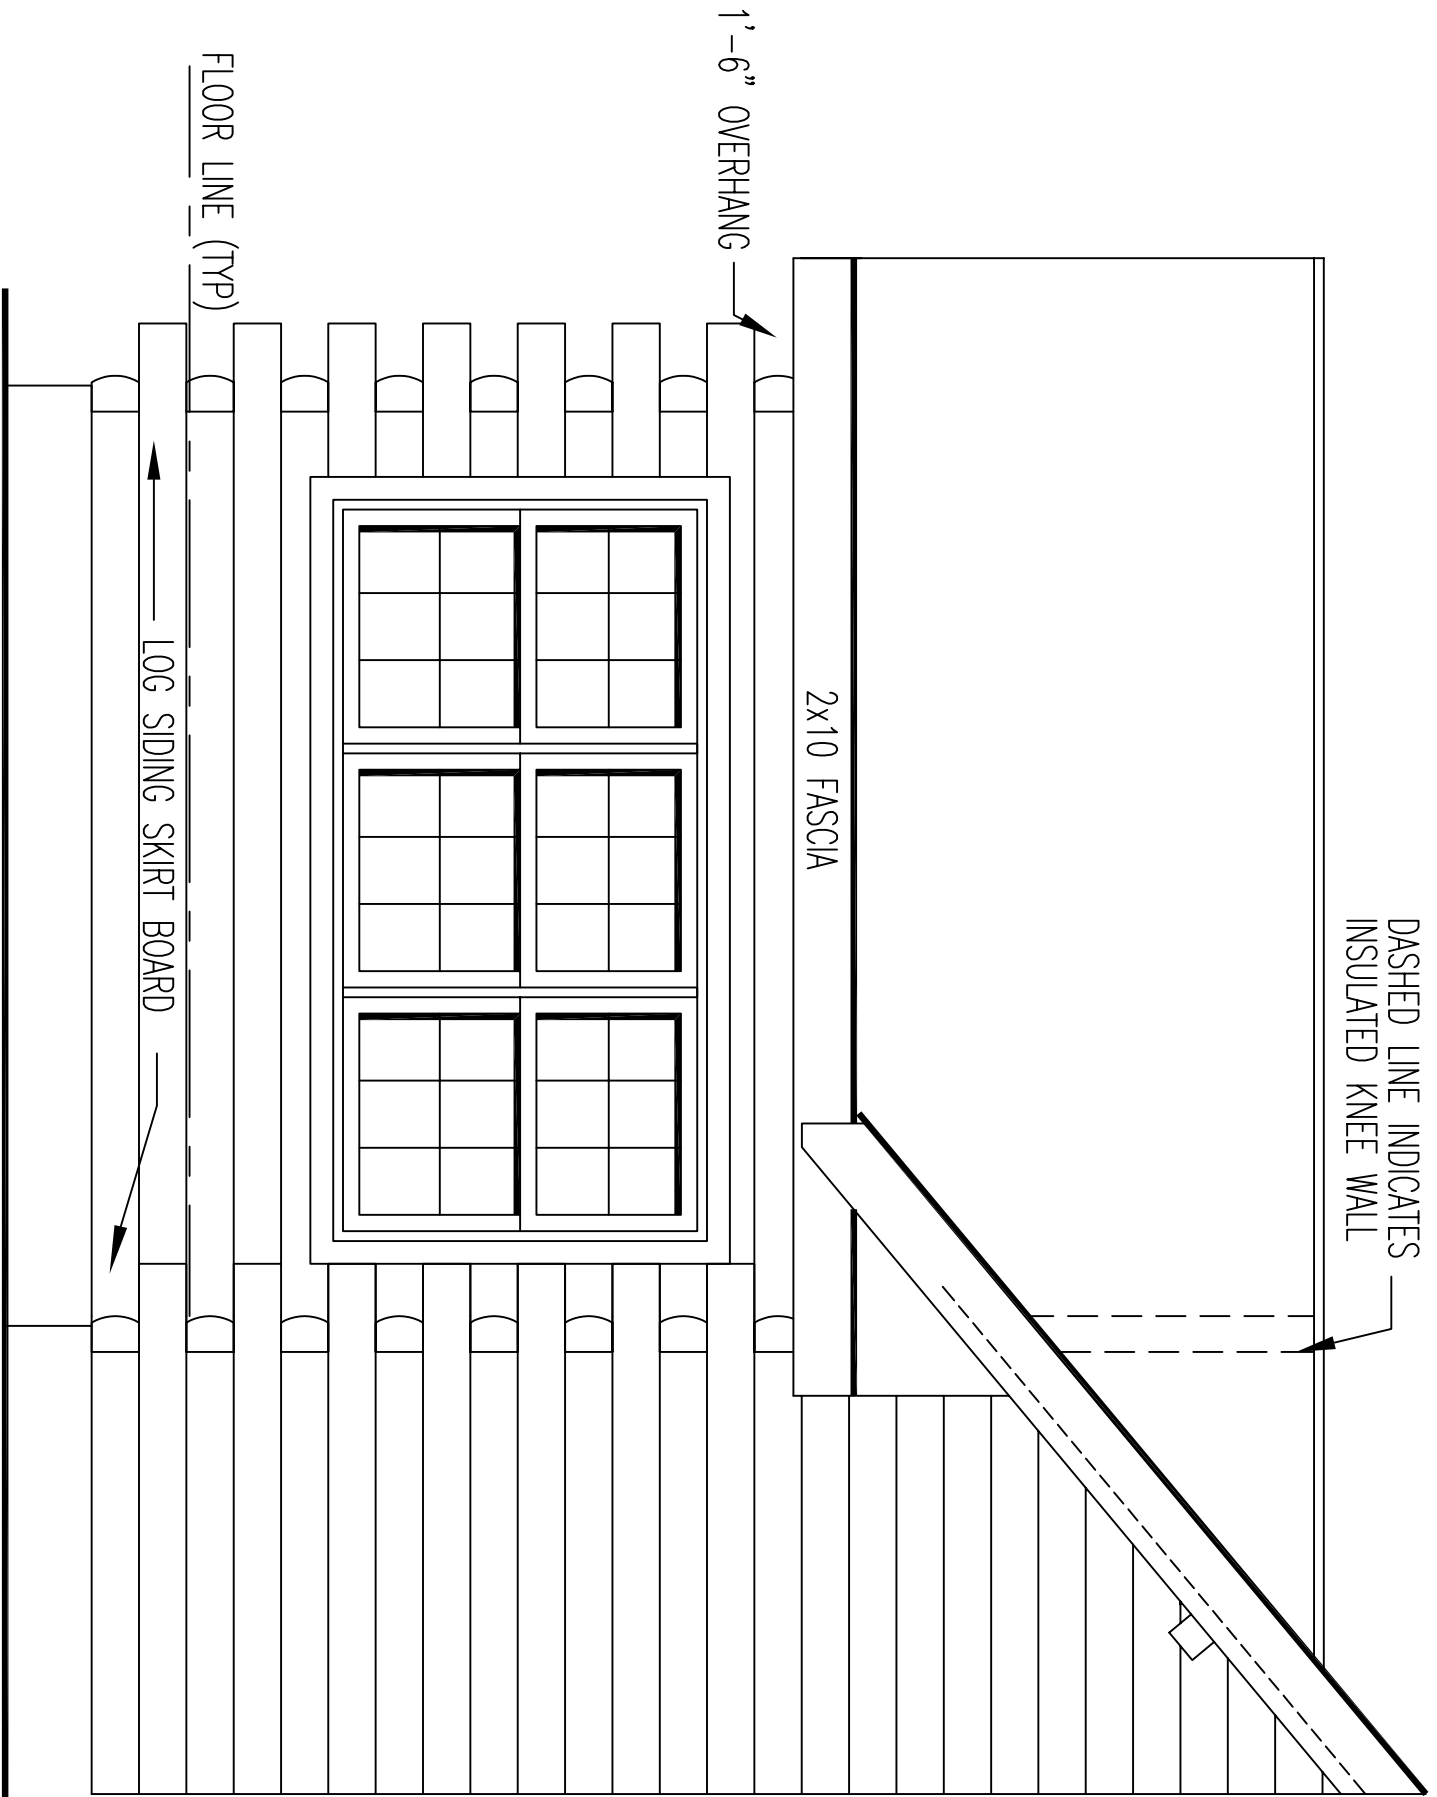 DASHED LINE INDICATES
INSULATED KNEE WALL
2x10 FASCIA
1'-6" OVERHANG
FLOOR LINE (TYP)
LOG SIDING SKIRT BOARD